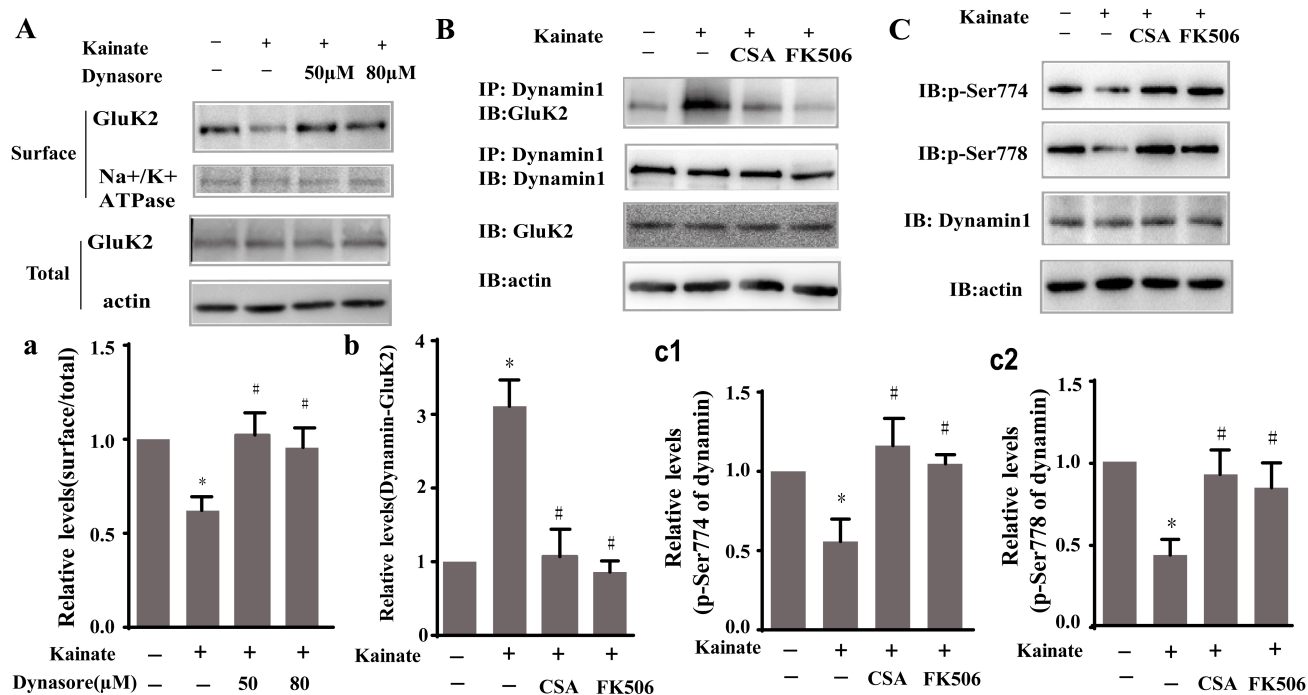 A
Kainate – + + +
Dynasore – – 50μM 80μM
Surface
GluK2
Na+/K+
ATPase
Total
GluK2
actin
B
Kainate – + + +
– – CSA FK506
IP: Dynamin1
IB:GluK2
IP: Dynamin1
IB: Dynamin1
IB: GluK2
IB:actin
C
Kainate – + + +
– – CSA FK506
IB:p-Ser774
IB:p-Ser778
IB: Dynamin1
IB:actin
a
Relative levels(surface/total)
1.5
1.0
0.5
0.0
* # #
Kainate – + + +
Dynasore(μM) – – 50 80
b
Relative levels(Dynamin-GluK2)
4
3
2
1
0
* # #
Kainate – + + +
– – CSA FK506
c1
Relative levels
(p-Ser774 of dynamin)
1.5
1.0
0.5
0.0
* # #
Kainate – + + +
– – CSA FK506
c2
Relative levels
(p-Ser778 of dynamin)
1.5
1.0
0.5
0.0
* # #
Kainate – + + +
– – CSA FK506